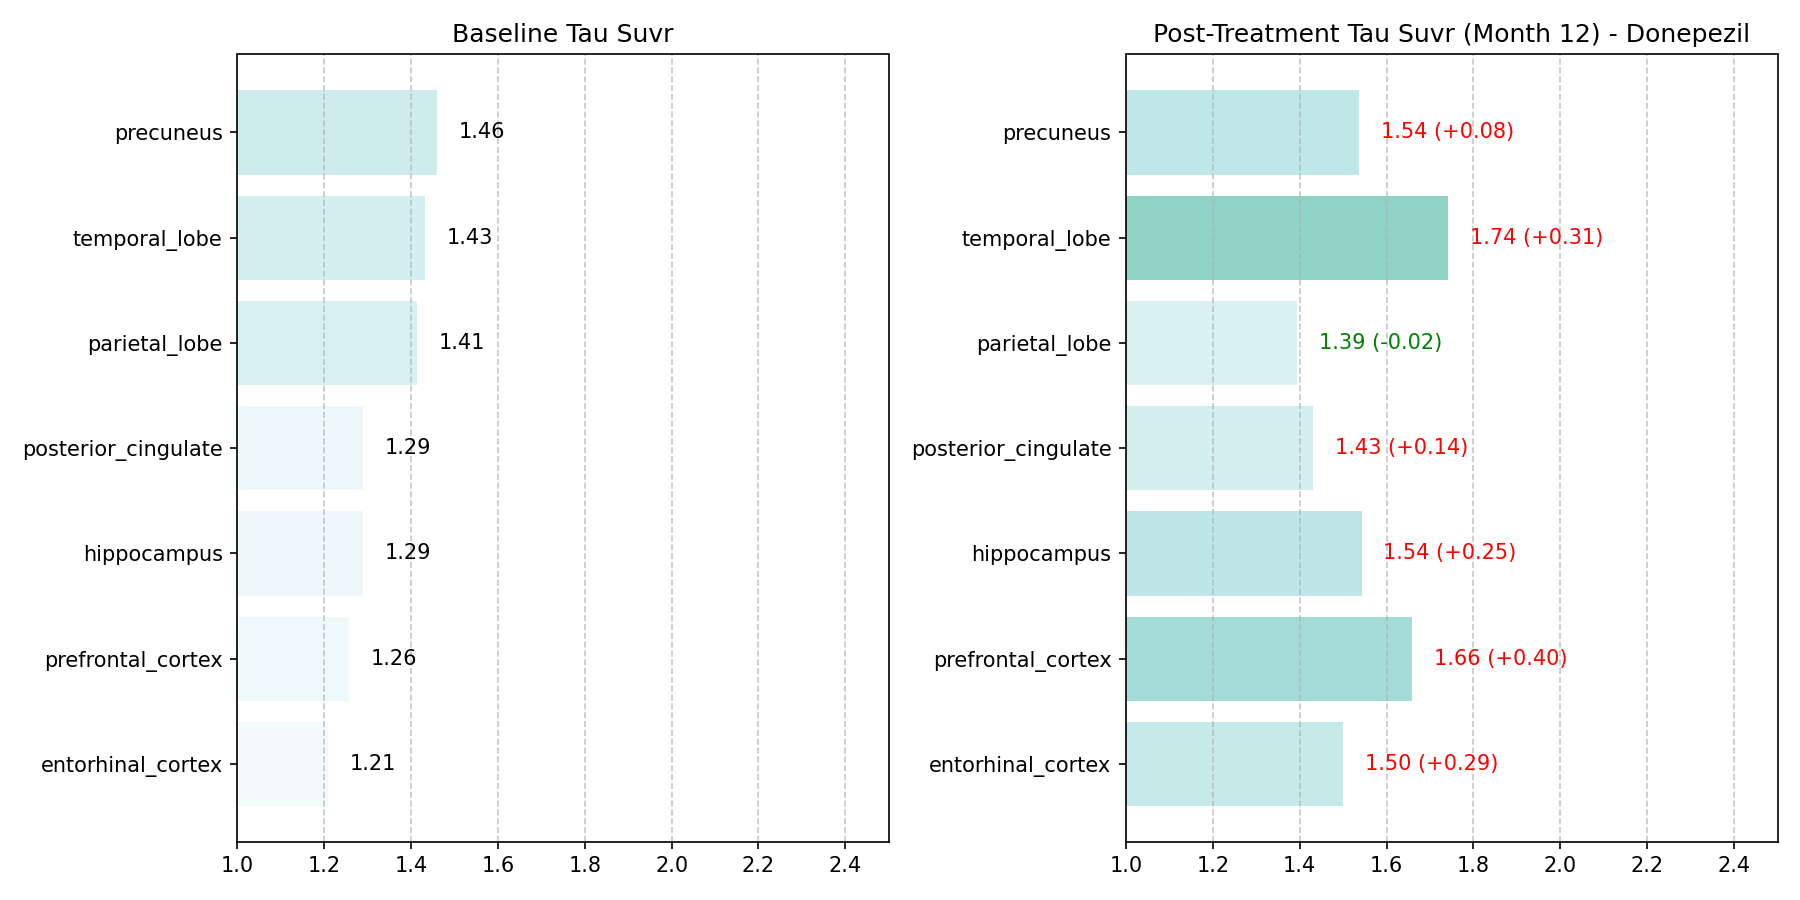 Baseline Tau Suvr
precuneus
1.46
temporal_lobe
1.43
parietal_lobe
1.41
posterior_cingulate
1.29
hippocampus
1.29
prefrontal_cortex
1.26
entorhinal_cortex
1.21
1.0 1.2 1.4 1.6 1.8 2.0 2.2 2.4
Post-Treatment Tau Suvr (Month 12) - Donepezil
precuneus
1.54 (+0.08)
temporal_lobe
1.74 (+0.31)
parietal_lobe
1.39 (-0.02)
posterior_cingulate
1.43 (+0.14)
hippocampus
1.54 (+0.25)
prefrontal_cortex
1.66 (+0.40)
entorhinal_cortex
1.50 (+0.29)
1.0 1.2 1.4 1.6 1.8 2.0 2.2 2.4